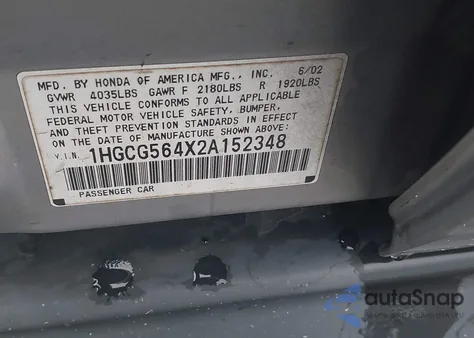 MFD. BY HONDA OF AMERICA MFG., INC. 6/02
GVWR 4035LBS GAWR F 2180LBS R 1920LBS
THIS VEHICLE CONFORMS TO ALL APPLICABLE
FEDERAL MOTOR VEHICLE SAFETY, BUMPER,
AND THEFT PREVENTION STANDARDS IN EFFECT
ON THE DATE OF MANUFACTURE SHOWN ABOVE.
V.I.N. 1HGCG564X2A152348
PASSENGER CAR
autoSnap